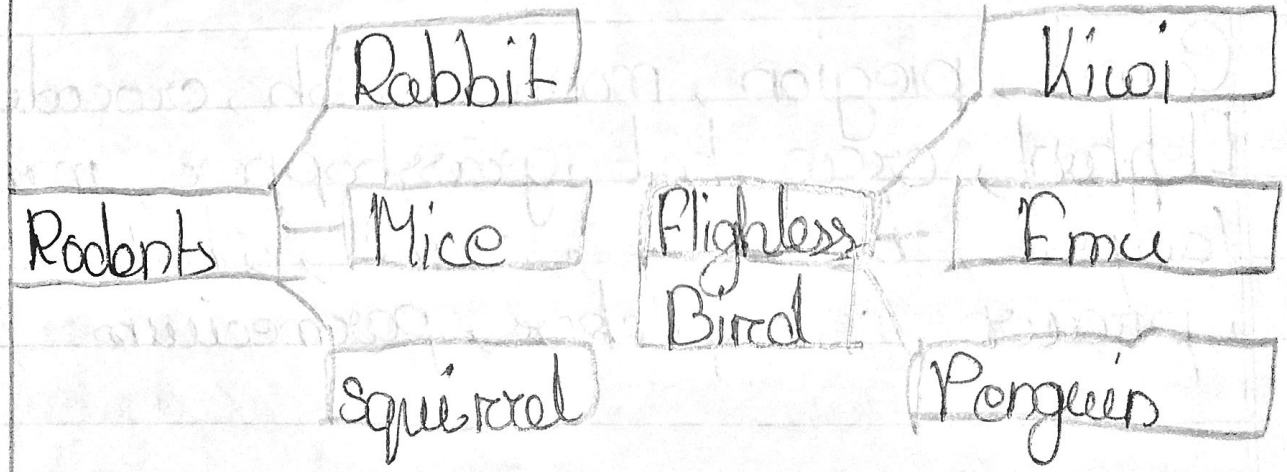 Rabbit
Kiwi
Rodents
Mice
Flighless
Bird
Emu
Squirrel
Penguin